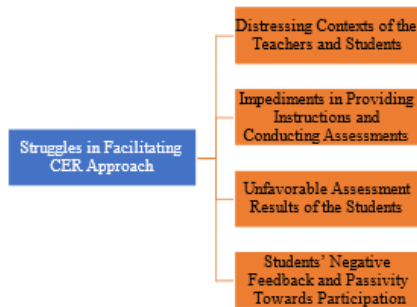 Struggles in Facilitating
CER Approach
Distressing Contexts of the
Teachers and Students
Impediments in Providing
Instructions and
Conducting Assessments
Unfavorable Assessment
Results of the Students
Students' Negative
Feedback and Passivity
Towards Participation